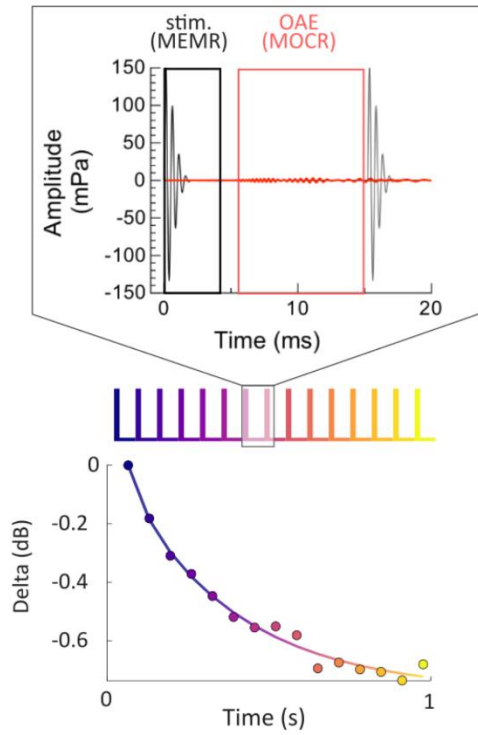 stim.
(MEMR)
OAE
(MOCR)
150
100
50
0
-50
-100
-150
Amplitude
(mPa)
0
10
20
Time (ms)
0
-0.2
-0.4
-0.6
Delta (dB)
0
1
Time (s)